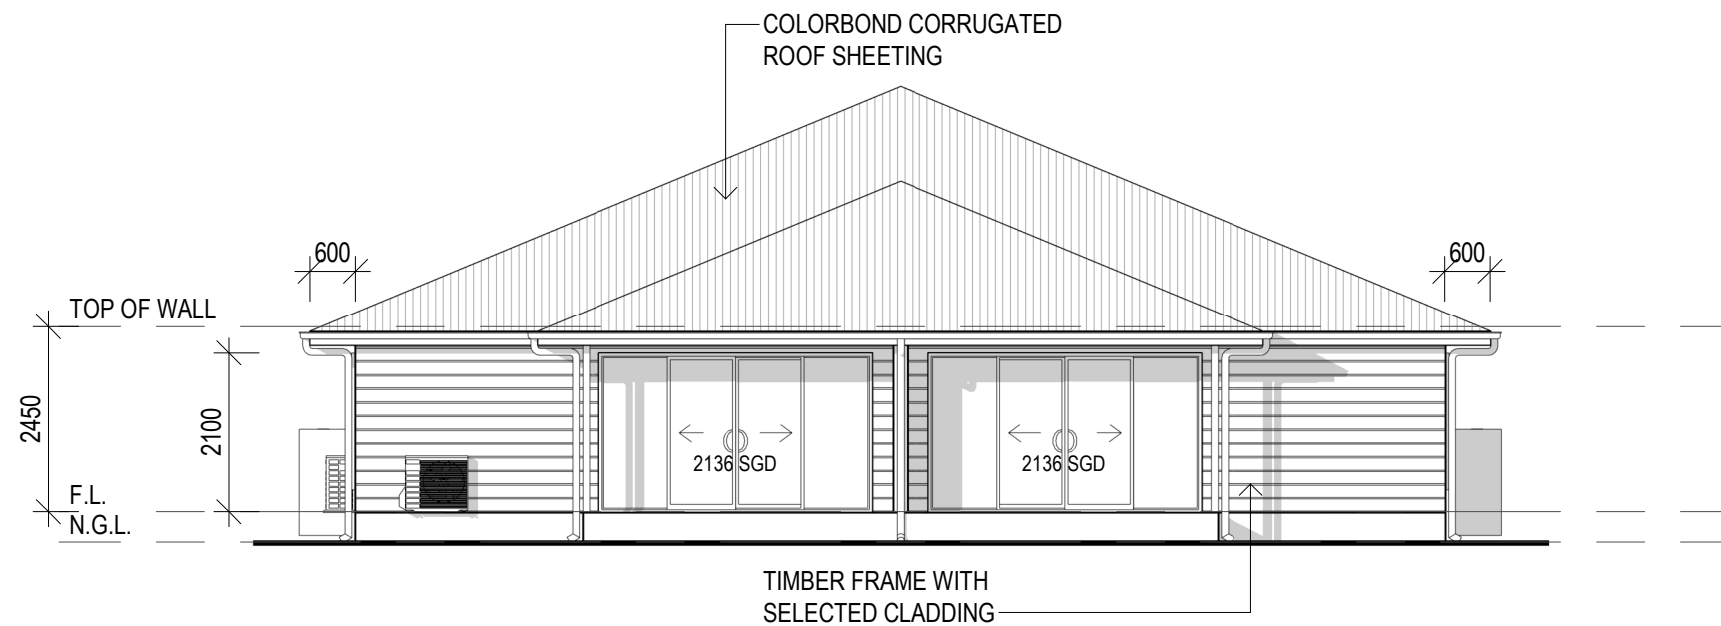 COLORBOND CORRUGATED
ROOF SHEETING
600
600
TOP OF WALL
2450
2100
2136 SGD
2136 SGD
F.L.
N.G.L.
TIMBER FRAME WITH
SELECTED CLADDING